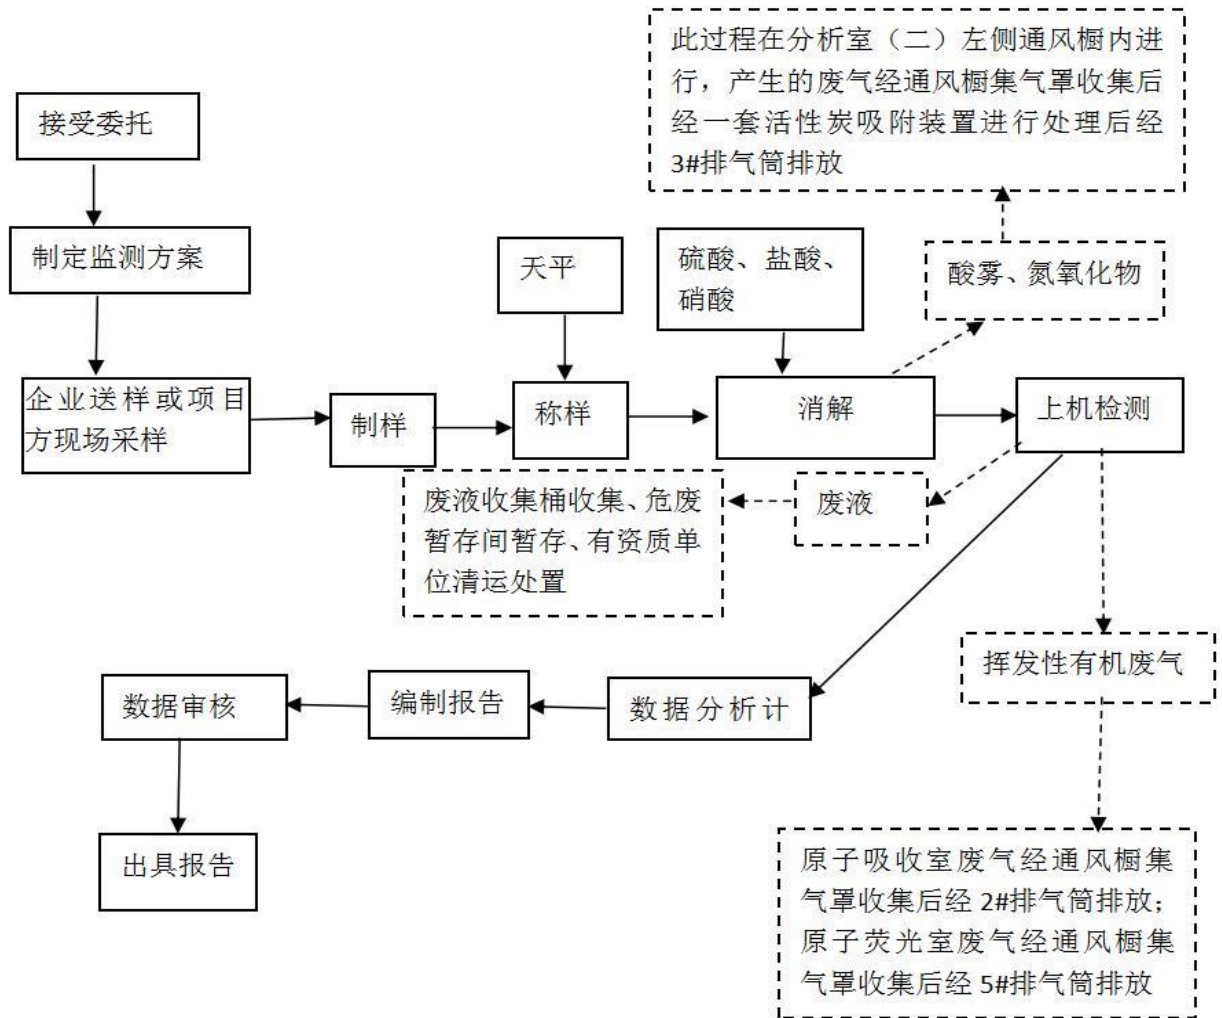 此过程在分析室（二）左侧通风橱内进
行，产生的废气经通风橱集气罩收集后
经一套活性炭吸附装置进行处理后经
3#排气筒排放
接受委托
制定监测方案
天平
硫酸、盐酸、
硝酸
酸雾、氮氧化物
企业送样或项目
方现场采样
制样
称样
消解
上机检测
废液收集桶收集、危废
暂存间暂存、有资质单
位清运处置
废液
挥发性有机废气
数据审核
编制报告
数据分析计
出具报告
原子吸收室废气经通风橱集
气罩收集后经 2#排气筒排放；
原子荧光室废气经通风橱集
气罩收集后经 5#排气筒排放